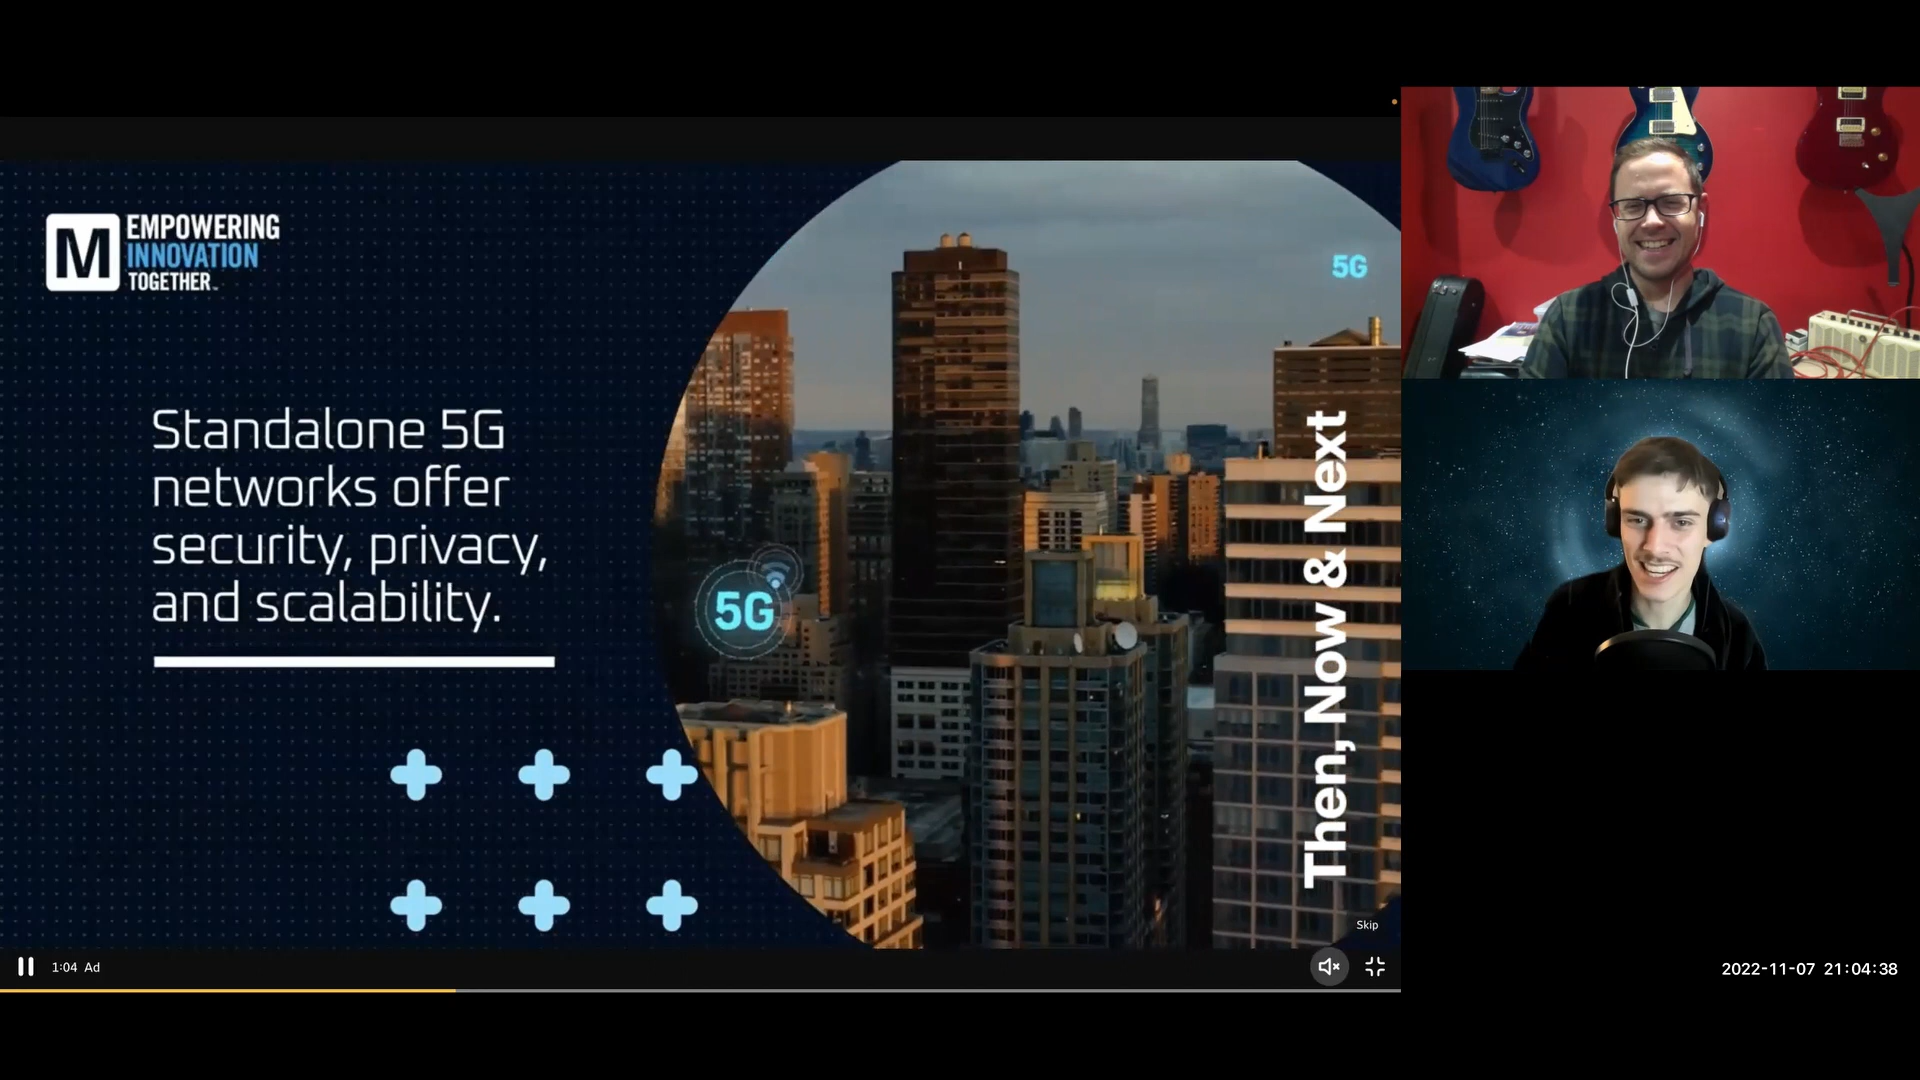 M
EMPOWERING
INNOVATION
TOGETHER™
Standalone 5G
networks offer
security, privacy,
and scalability.
5G
5G
Then, Now & Next
Skip
1:04 Ad
2022-11-07 21:04:38